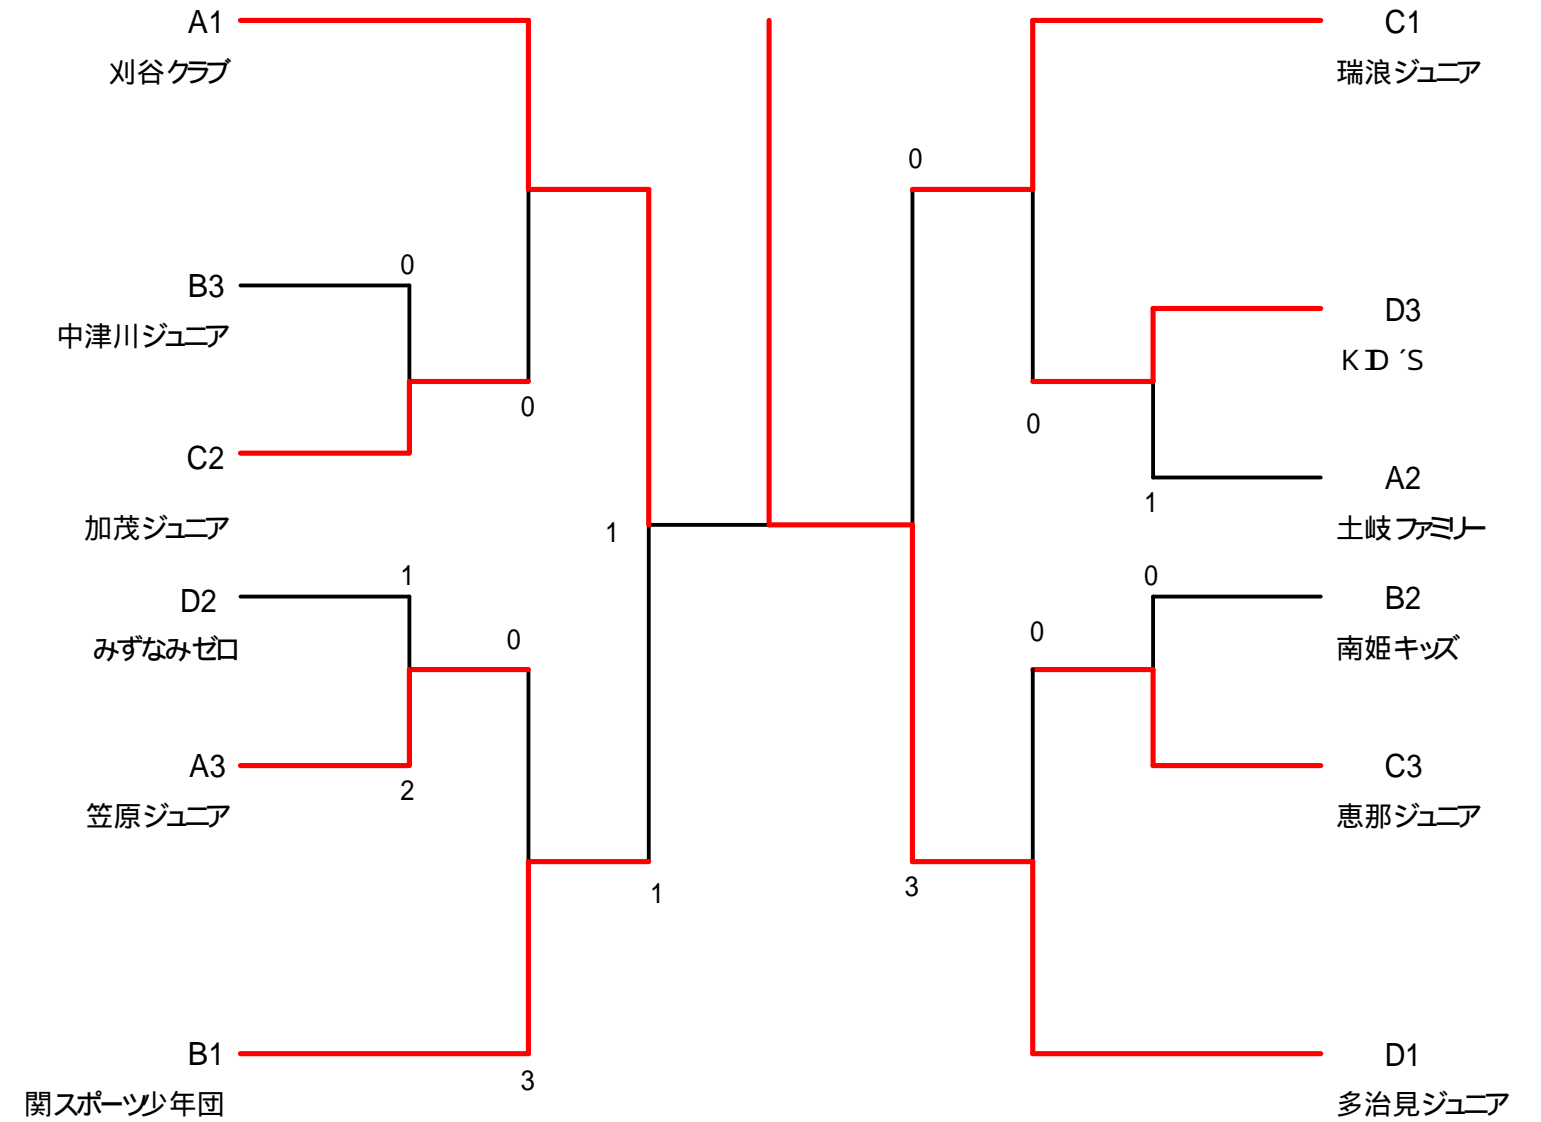 A1
刈谷クラブ
0
B3
中津川ジュニア
0
C2
加茂ジュニア
1
1
D2
みずなみゼロ
0
A3
2
笠原ジュニア
1
B1
3
関スポーツ少年団
C1
瑞浪ジュニア
0
D3
KID´S
0
A2
1
土岐ファミリー
0
B2
0
南姫キッズ
C3
恵那ジュニア
3
D1
多治見ジュニア